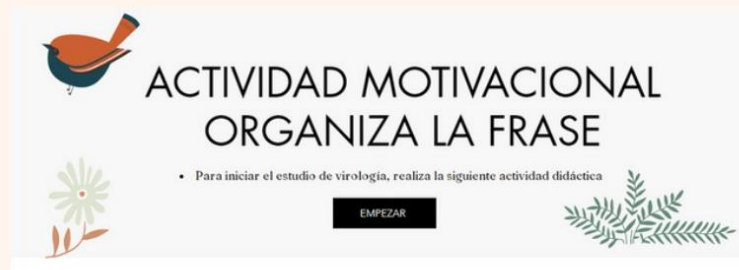 ACTIVIDAD MOTIVACIONAL
ORGANIZA LA FRASE
• Para iniciar el estudio de virología, realiza la siguiente actividad didáctica
EMPEZAR